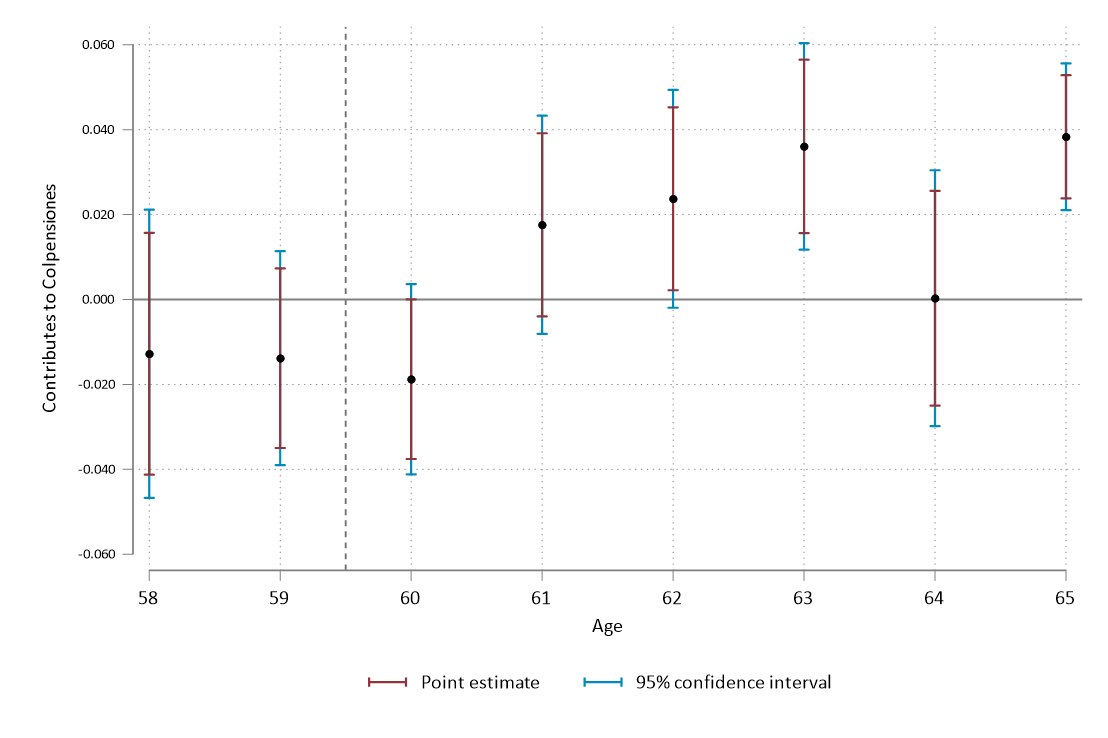 Contributes to Colpensiones
0.060
0.040
0.020
0.000
-0.020
-0.040
-0.060
58 59 60 61 62 63 64 65
Age
Point estimate 95% confidence interval